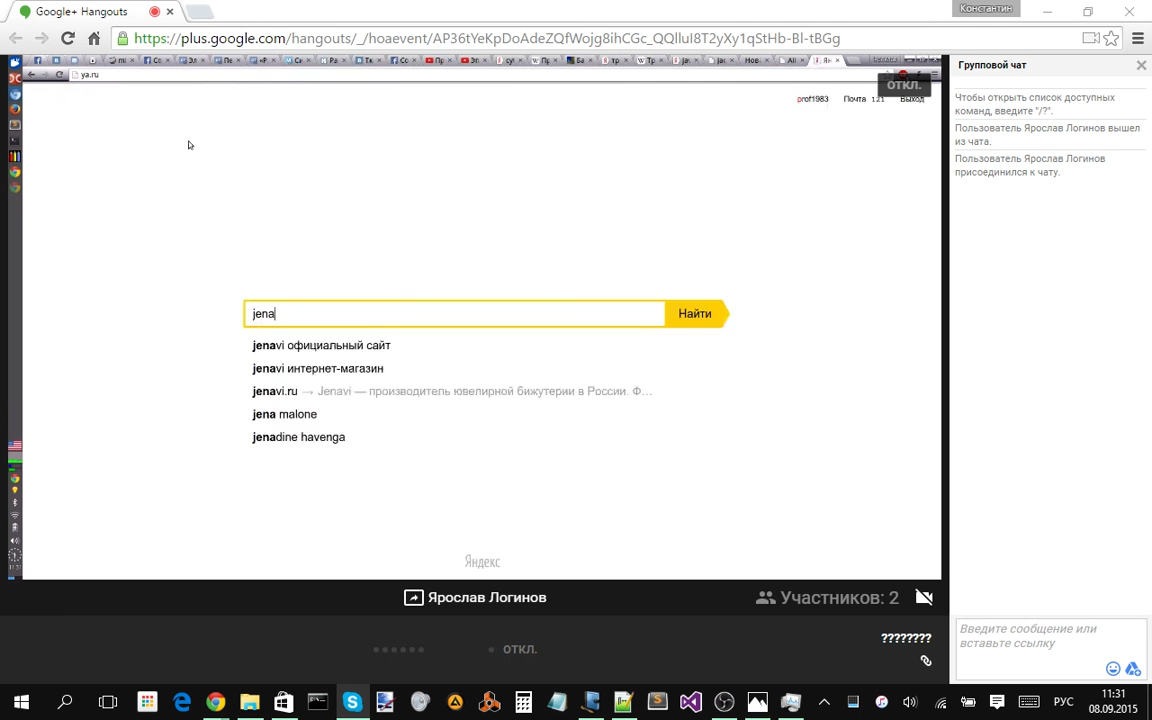 Google+ Hangouts
Константин
https://plus.google.com/hangouts/_/hoaevent/AP36tYeKpDoAdeZQfWojg8ihCGc_QQlluI8T2yXy1qStHb-BI-tBGg
ya.ru
ОТКЛ.
prof1983 Почта 121 Выход
jena
Найти
jenavi официальный сайт
jenavi интернет-магазин
jenavi.ru → Jenavi — производитель ювелирной бижутерии в России. Ф...
jena malone
jenadine havenga
Яндекс
Групповой чат
Чтобы открыть список доступных
команд, введите "/?".
Пользователь Ярослав Логинов вышел
из чата.
Пользователь Ярослав Логинов
присоединился к чату.
Ярослав Логинов
Участников: 2
ОТКЛ.
????????
Введите сообщение или
вставьте ссылку
РУС
11:31
08.09.2015